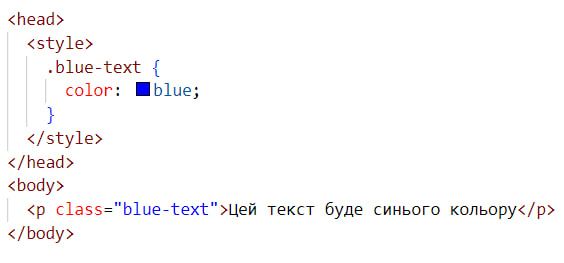 <head>
<style>
.blue-text {
color: blue;
}
</style>
</head>
<body>
<p class="blue-text">Цей текст буде синього кольору</p>
</body>